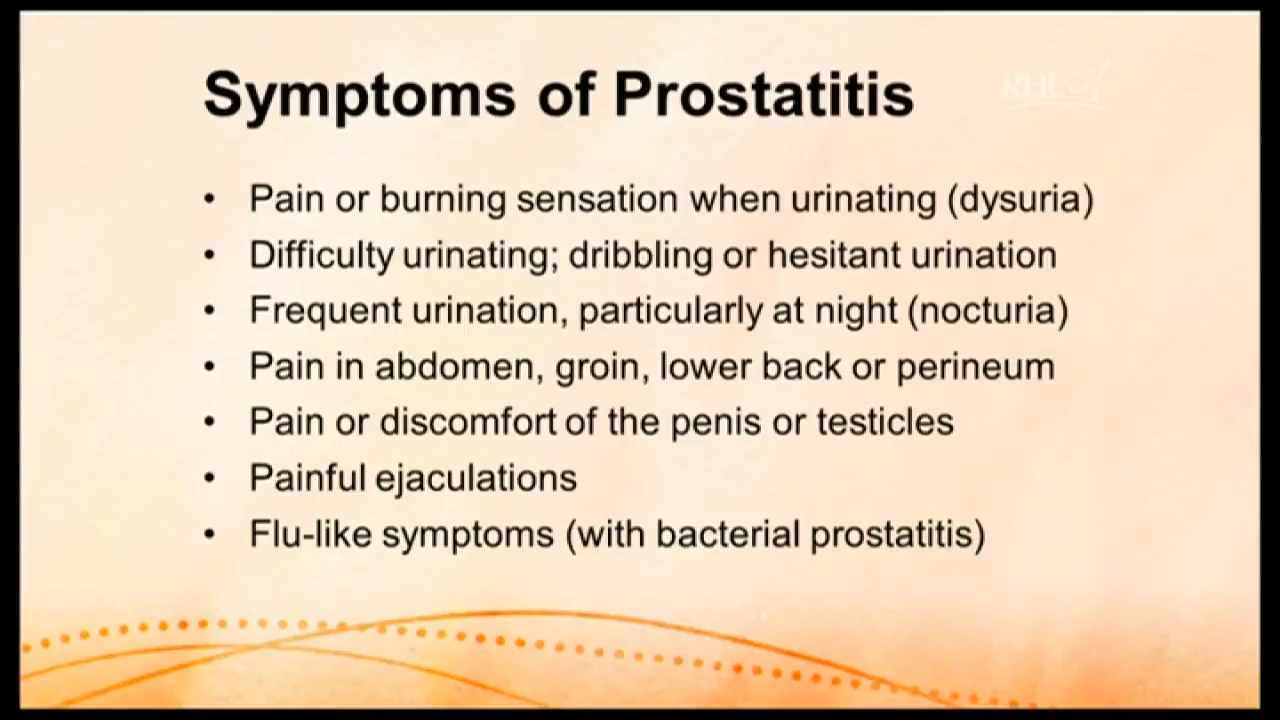 Symptoms of Prostatitis
• Pain or burning sensation when urinating (dysuria)
• Difficulty urinating; dribbling or hesitant urination
• Frequent urination, particularly at night (nocturia)
• Pain in abdomen, groin, lower back or perineum
• Pain or discomfort of the penis or testicles
• Painful ejaculations
• Flu-like symptoms (with bacterial prostatitis)